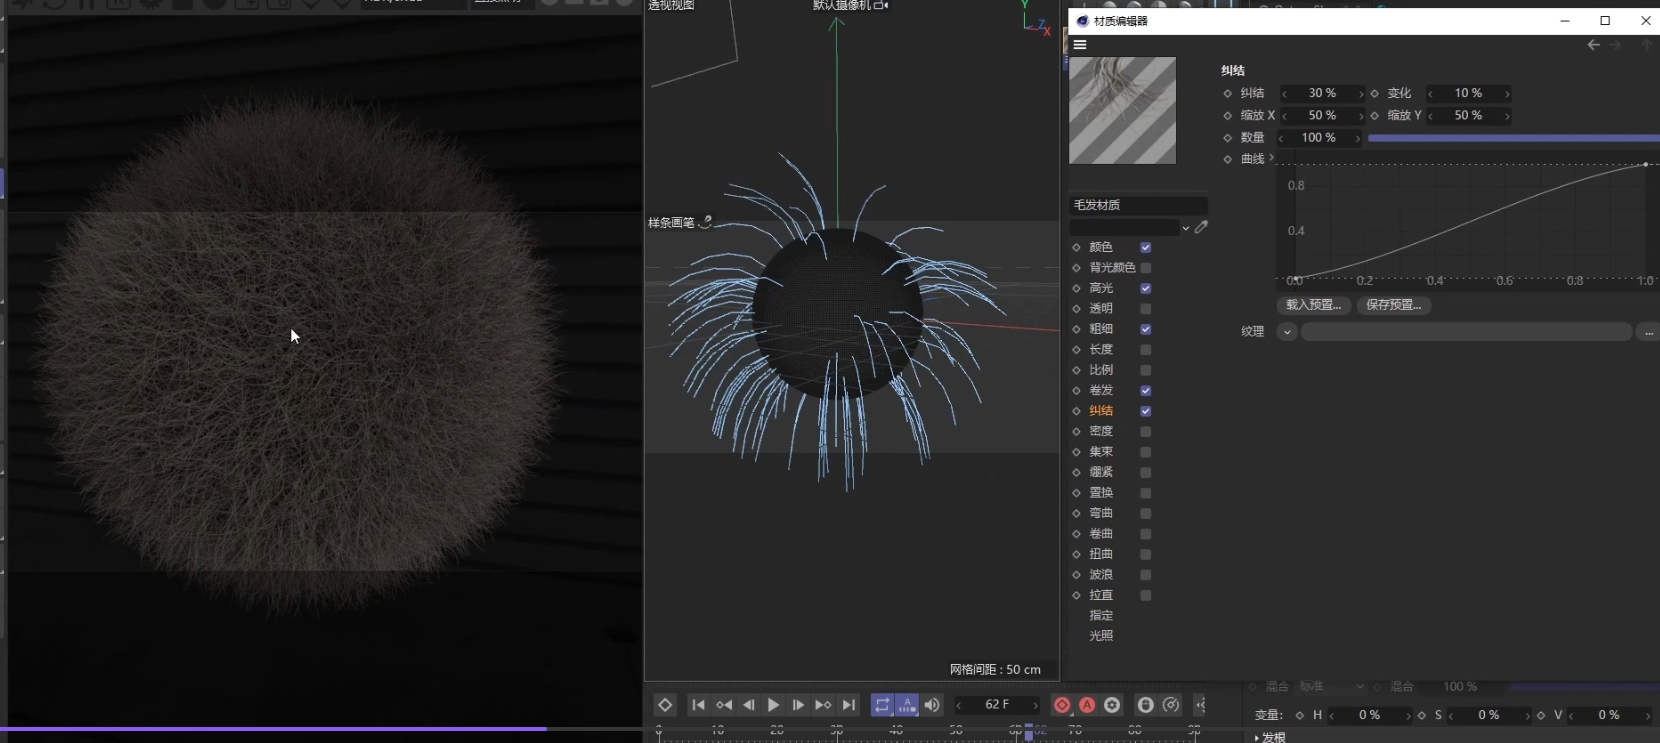 透视视图
默认摄像机
Y
Z
X
样条画笔
网格间距 : 50 cm
材质编辑器
纠结
纠结 30 % 变化 10 %
缩放 X 50 % 缩放 Y 50 %
数量 100 %
曲线
0.8
0.4
0.0 0.2 0.4 0.6 0.8 1.0
载入预置... 保存预置...
纹理 ...
毛发材质
颜色
背光颜色
高光
透明
粗细
长度
比例
卷发
纠结
密度
集束
绷紧
置换
弯曲
卷曲
扭曲
波浪
拉直
指定
光照
62 F
0 10 30 50 60 62 70 90
混合 标准 混合 100 %
变量: H 0 % S 0 % V 0 %
发根